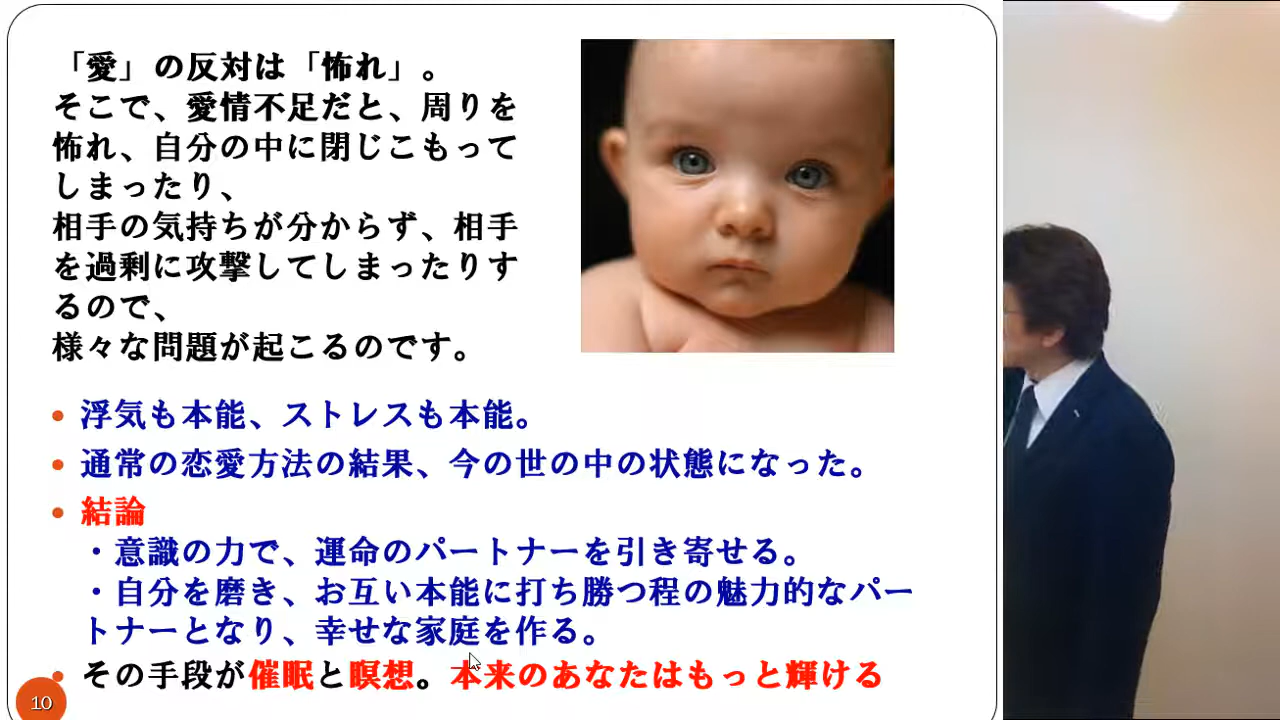 「愛」の反対は「怖れ」。
そこで、愛情不足だと、周りを
怖れ、自分の中に閉じこもって
しまったり、
相手の気持ちが分からず、相手
を過剰に攻撃してしまったりす
るので、
様々な問題が起こるのです。
• 浮気も本能、ストレスも本能。
• 通常の恋愛方法の結果、今の世の中の状態になった。
• 結論
・意識の力で、運命のパートナーを引き寄せる。
・自分を磨き、お互い本能に打ち勝つ程の魅力的なパー
トナーとなり、幸せな家庭を作る。
• その手段が催眠と瞑想。本来のあなたはもっと輝ける
10